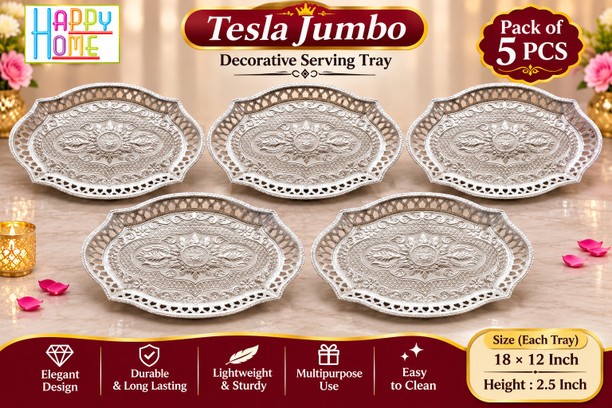 HAPPY
HOME
Tesla Jumbo
Decorative Serving Tray
Pack of
5 PCS
Elegant
Design
Durable
& Long Lasting
Lightweight
& Sturdy
Multipurpose
Use
Easy
to Clean
Size (Each Tray)
18 × 12 Inch
Height : 2.5 Inch